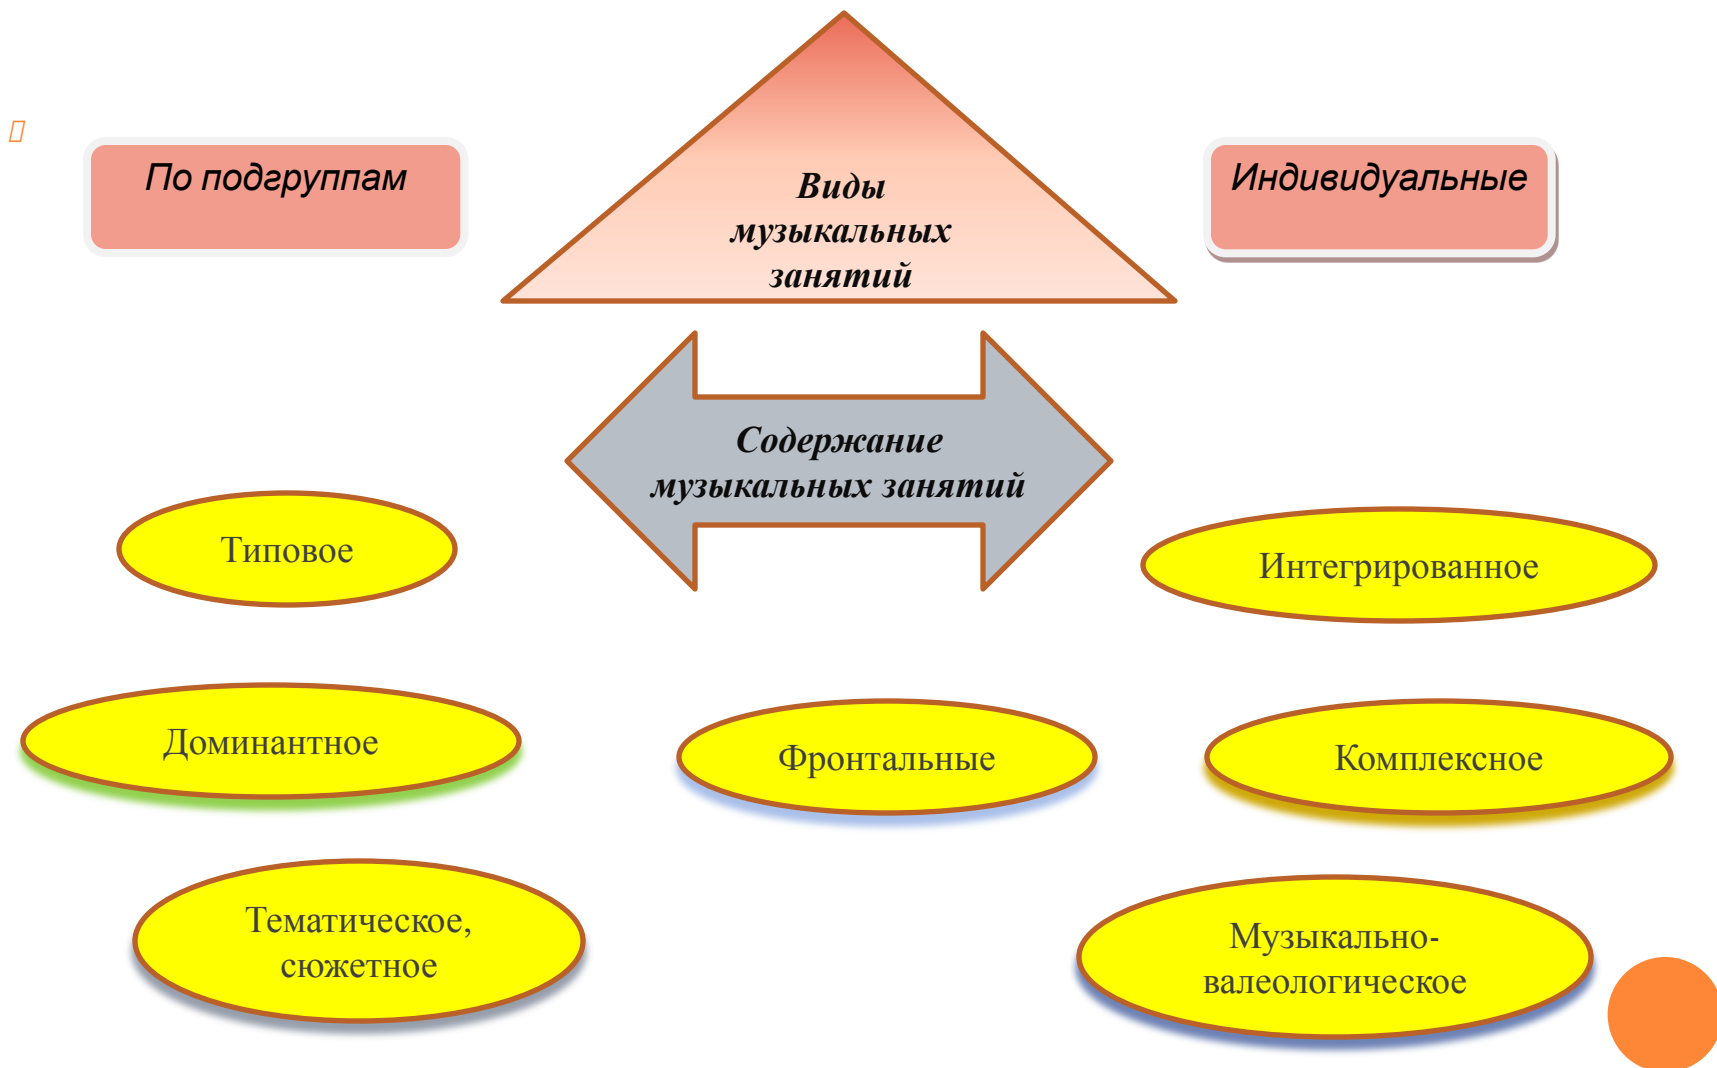 По подгруппам
Виды
музыкальных
занятий
Индивидуальные
Содержание
музыкальных занятий
Типовое
Интегрированное
Доминантное
Фронтальные
Комплексное
Тематическое,
сюжетное
Музыкально-
валеологическое